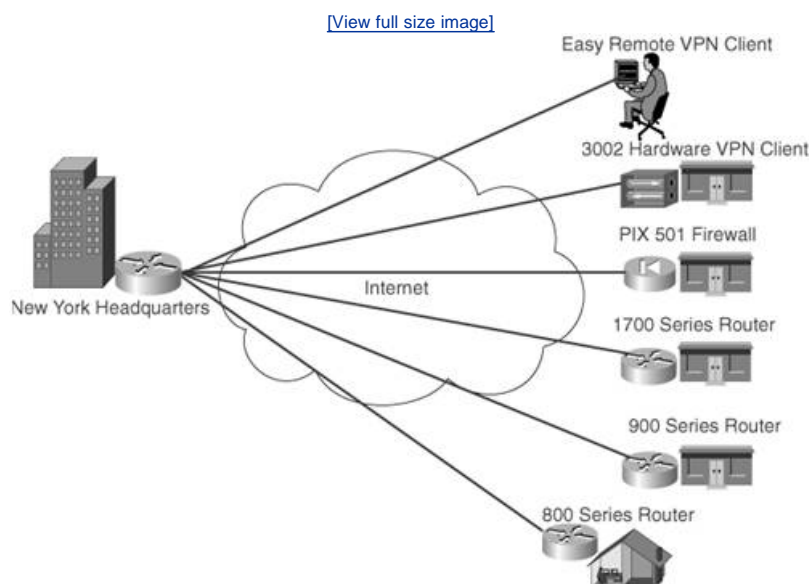 [View full size image]
Easy Remote VPN Client
3002 Hardware VPN Client
PIX 501 Firewall
Internet
New York Headquarters
1700 Series Router
900 Series Router
800 Series Router